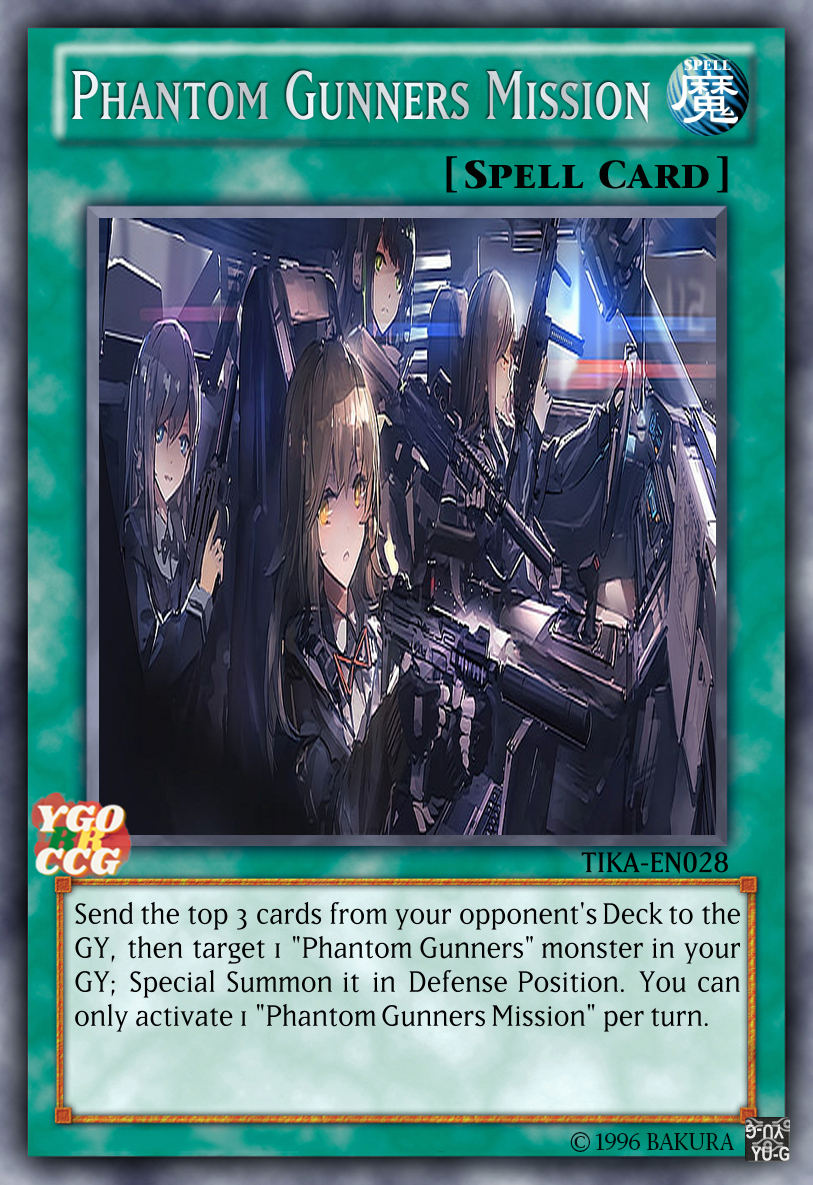 PHANTOM GUNNERS MISSION
SPELL
魔
[SPELL CARD]
YGO
BR
CCG
TIKA-EN028
Send the top 3 cards from your opponent's Deck to the
GY, then target 1 "Phantom Gunners" monster in your
GY; Special Summon it in Defense Position. You can
only activate 1 "Phantom Gunners Mission" per turn.
© 1996 BAKURA
YU-G
YU-G